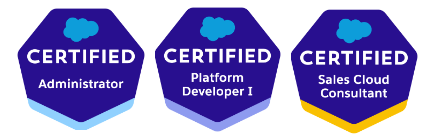 CERTIFIED
Administrator
CERTIFIED
Platform
Developer I
CERTIFIED
Sales Cloud
Consultant